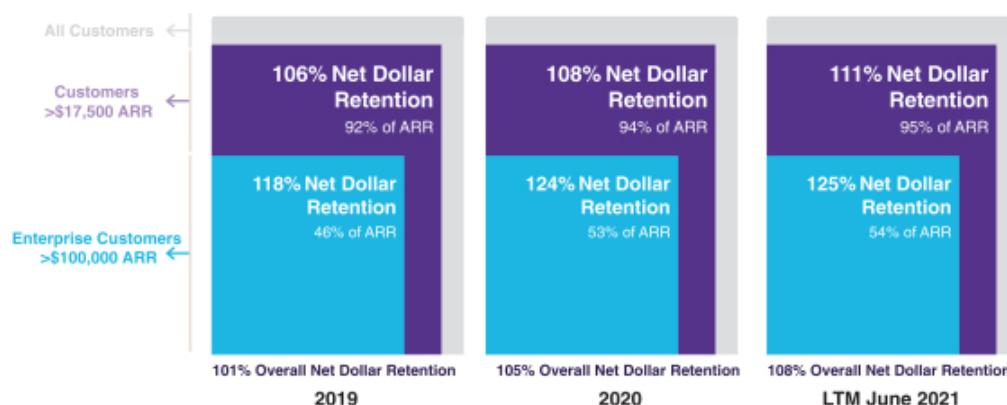 All Customers
Customers
>$17,500 ARR
Enterprise Customers
>$100,000 ARR
106% Net Dollar
Retention
92% of ARR
118% Net Dollar
Retention
46% of ARR
101% Overall Net Dollar Retention
2019
108% Net Dollar
Retention
94% of ARR
124% Net Dollar
Retention
53% of ARR
105% Overall Net Dollar Retention
2020
111% Net Dollar
Retention
95% of ARR
125% Net Dollar
Retention
54% of ARR
108% Overall Net Dollar Retention
LTM June 2021